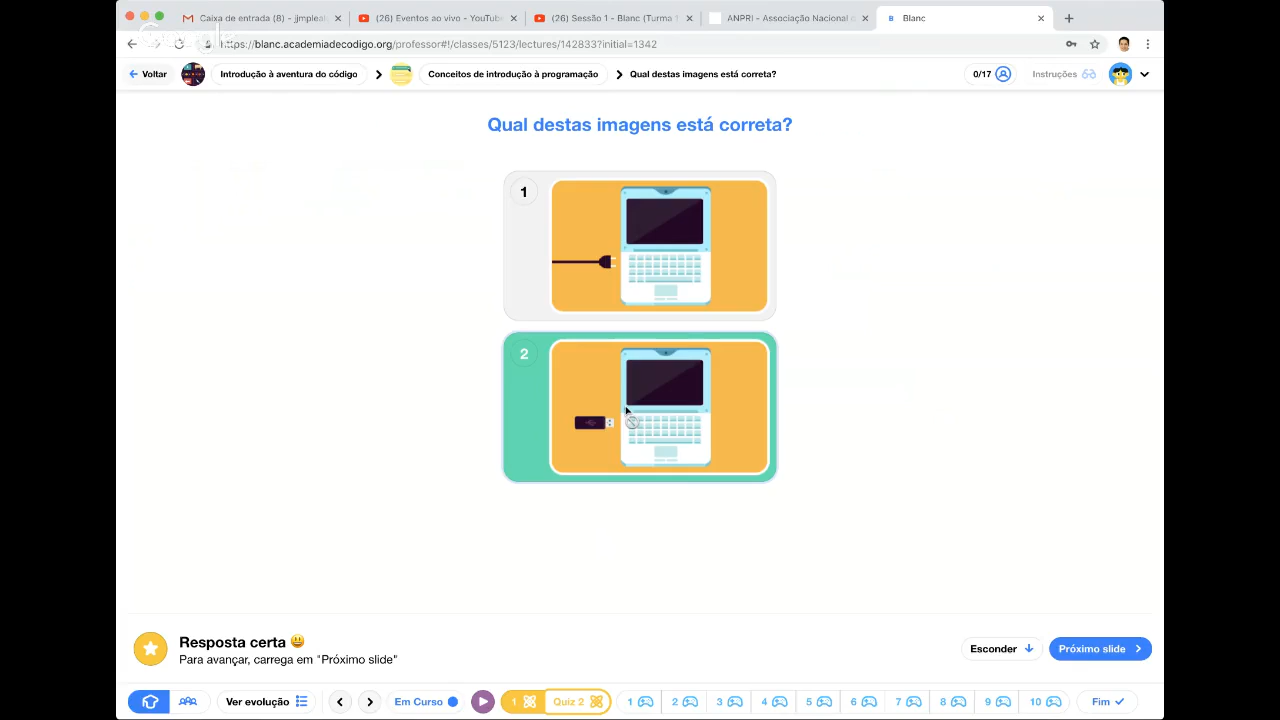 Caixa de entrada (8) - jjmplea
(26) Eventos ao vivo - YouTub
(26) Sessão 1 - Blanc (Turma 1
ANPRI - Associação Nacional d
Blanc
https://blanc.academiadecodigo.org/professor#!/classes/5123/lectures/142833?initial=1342
Voltar
Introdução à aventura do código
Conceitos de introdução à programação
Qual destas imagens está correta?
0/17
Instruções
Qual destas imagens está correta?
1
2
Resposta certa 😃
Para avançar, carrega em "Próximo slide"
Esconder
Próximo slide
Ver evolução
Em Curso
1
Quiz 2
1
2
3
4
5
6
7
8
9
10
Fim